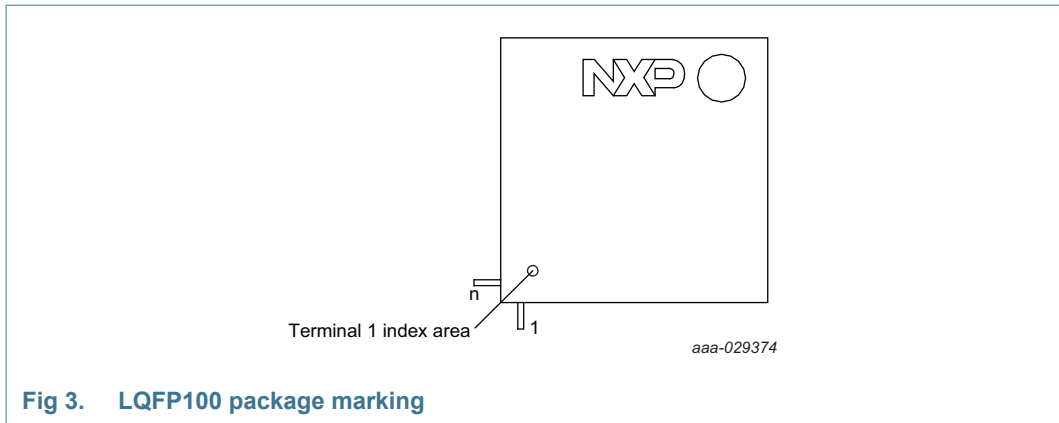 NXP
n
Terminal 1 index area
1
aaa-029374
Fig 3. LQFP100 package marking